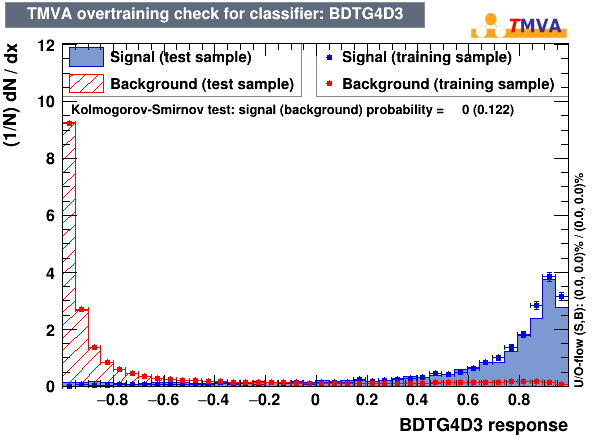 TMVA overtraining check for classifier: BDTG4D3
TMVA
(1/N) dN / dx
12
10
8
6
4
2
0
Signal (test sample)
Background (test sample)
Signal (training sample)
Background (training sample)
Kolmogorov-Smirnov test: signal (background) probability = 0 (0.122)
−0.8 −0.6 −0.4 −0.2 0 0.2 0.4 0.6 0.8
BDTG4D3 response
U/O-flow (S,B): (0.0, 0.0)% / (0.0, 0.0)%